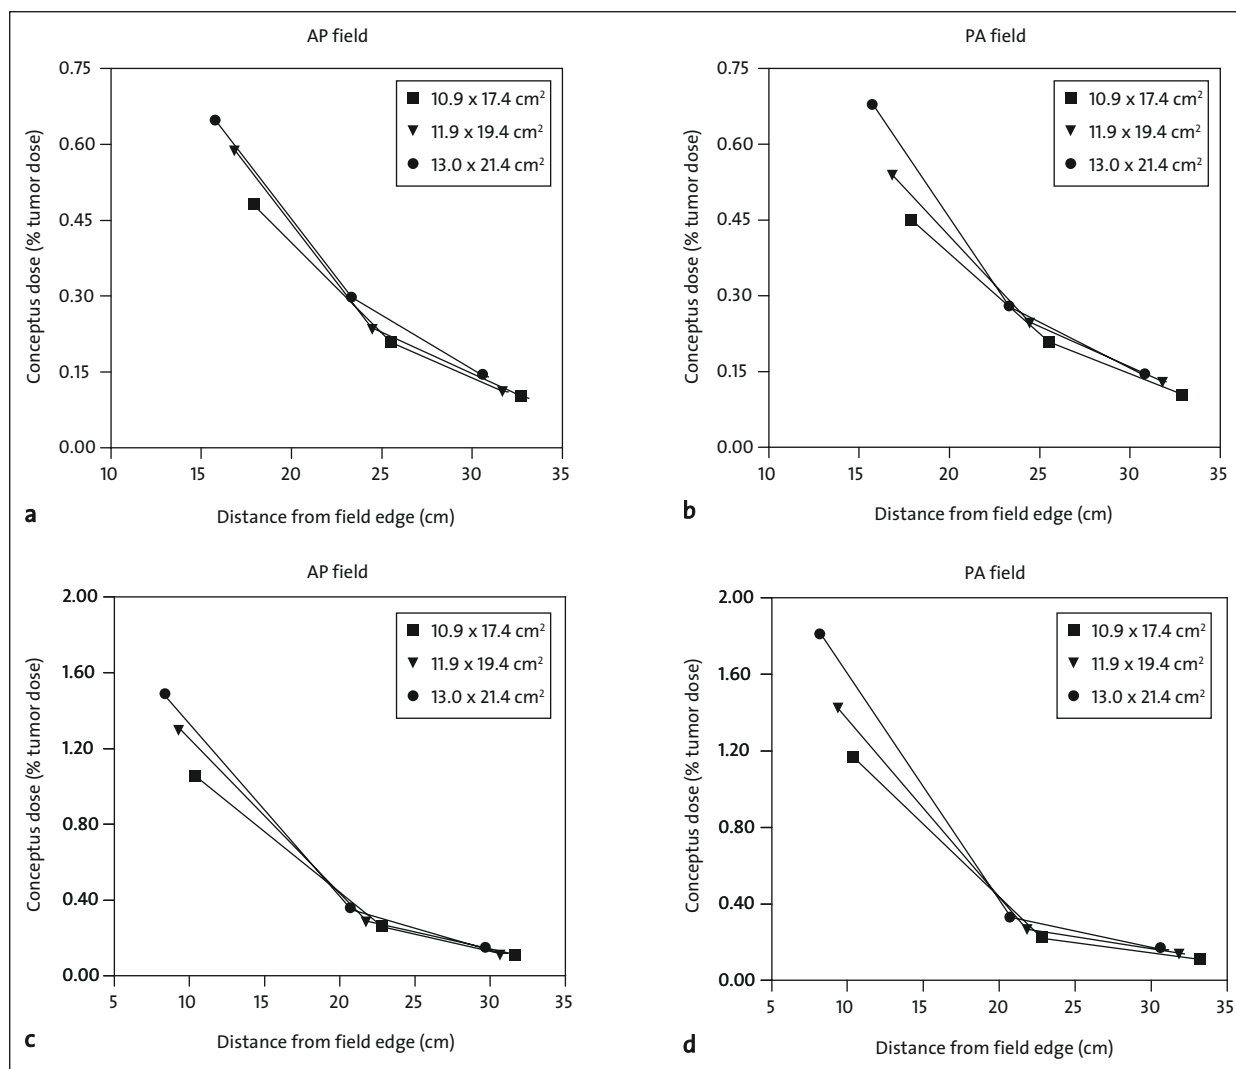 AP field
0.75
0.60
0.45
0.30
0.15
0.00
Conceptus dose (% tumor dose)
10.9 x 17.4 cm²
11.9 x 19.4 cm²
13.0 x 21.4 cm²
10 15 20 25 30 35
Distance from field edge (cm)
a
PA field
0.75
0.60
0.45
0.30
0.15
0.00
Conceptus dose (% tumor dose)
10.9 x 17.4 cm²
11.9 x 19.4 cm²
13.0 x 21.4 cm²
10 15 20 25 30 35
Distance from field edge (cm)
b
AP field
2.00
1.60
1.20
0.80
0.40
0.00
Conceptus dose (% tumor dose)
10.9 x 17.4 cm²
11.9 x 19.4 cm²
13.0 x 21.4 cm²
5 10 15 20 25 30 35
Distance from field edge (cm)
c
PA field
2.00
1.60
1.20
0.80
0.40
0.00
Conceptus dose (% tumor dose)
10.9 x 17.4 cm²
11.9 x 19.4 cm²
13.0 x 21.4 cm²
5 10 15 20 25 30 35
Distance from field edge (cm)
d